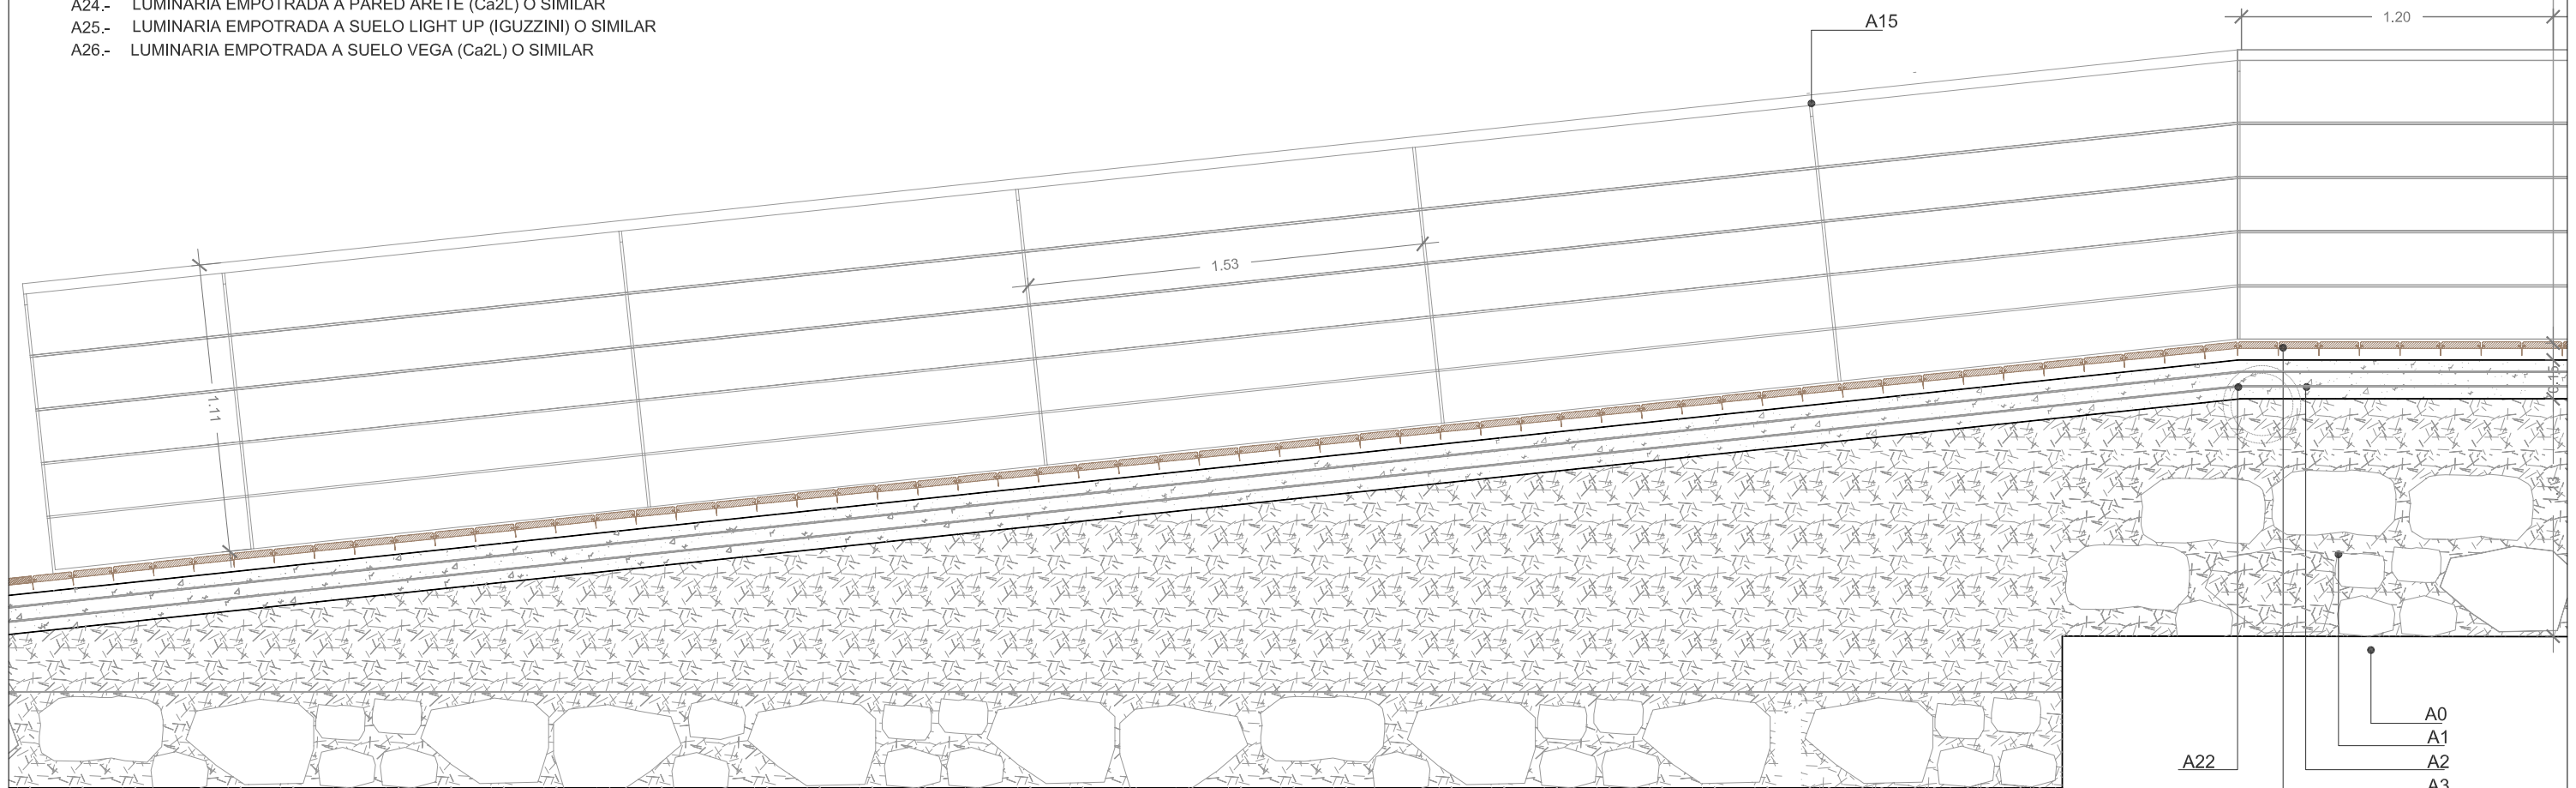 A24.- LUMINARIA EMPOTRADA A PARED ARETE (Ca2L) O SIMILAR
A25.- LUMINARIA EMPOTRADA A SUELO LIGHT UP (IGUZZINI) O SIMILAR
A26.- LUMINARIA EMPOTRADA A SUELO VEGA (Ca2L) O SIMILAR
A15
1.20
1.53
1.11
A0
A1
A22
A2
A3